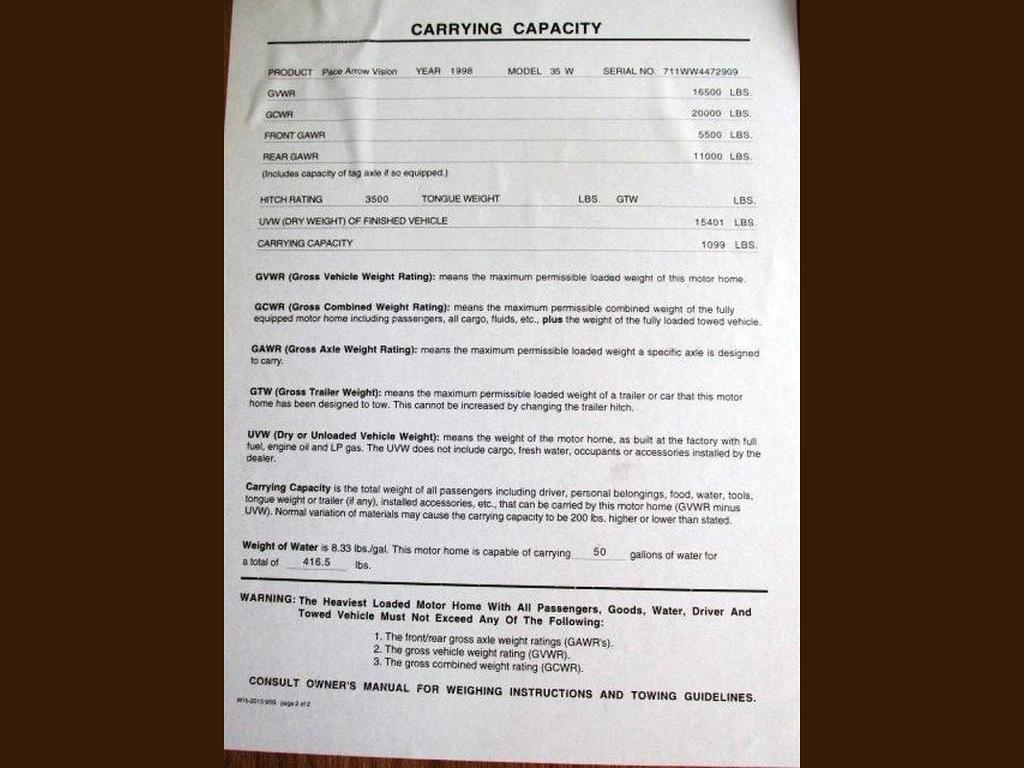 CARRYING CAPACITY
PRODUCT Pace Arrow Vision YEAR 1998 MODEL 35 W SERIAL NO. 711WW4472909
GVWR 16500 LBS.
GCWR 20000 LBS.
FRONT GAWR 5500 LBS.
REAR GAWR 11000 LBS.
(Includes capacity of tag axle if so equipped.)
HITCH RATING 3500 TONGUE WEIGHT LBS. GTW LBS.
UVW (DRY WEIGHT) OF FINISHED VEHICLE 15401 LBS.
CARRYING CAPACITY 1099 LBS.
GVWR (Gross Vehicle Weight Rating): means the maximum permissible loaded weight of this motor home.
GCWR (Gross Combined Weight Rating): means the maximum permissible combined weight of the fully
equipped motor home including passengers, all cargo, fluids, etc., plus the weight of the fully loaded towed vehicle.
GAWR (Gross Axle Weight Rating): means the maximum permissible loaded weight a specific axle is designed
to carry.
GTW (Gross Trailer Weight): means the maximum permissible loaded weight of a trailer or car that this motor
home has been designed to tow. This cannot be increased by changing the trailer hitch.
UVW (Dry or Unloaded Vehicle Weight): means the weight of the motor home, as built at the factory with full
fuel, engine oil and LP gas. The UVW does not include cargo, fresh water, occupants or accessories installed by the
dealer.
Carrying Capacity is the total weight of all passengers including driver, personal belongings, food, water, tools,
tongue weight or trailer (if any), installed accessories, etc., that can be carried by this motor home (GVWR minus
UVW). Normal variation of materials may cause the carrying capacity to be 200 lbs. higher or lower than stated.
Weight of Water is 8.33 lbs./gal. This motor home is capable of carrying 50 gallons of water for
a total of 416.5 lbs.
WARNING: The Heaviest Loaded Motor Home With All Passengers, Goods, Water, Driver And
Towed Vehicle Must Not Exceed Any Of The Following:
1. The front/rear gross axle weight ratings (GAWR's).
2. The gross vehicle weight rating (GVWR).
3. The gross combined weight rating (GCWR).
CONSULT OWNER'S MANUAL FOR WEIGHING INSTRUCTIONS AND TOWING GUIDELINES.
page 2 of 2